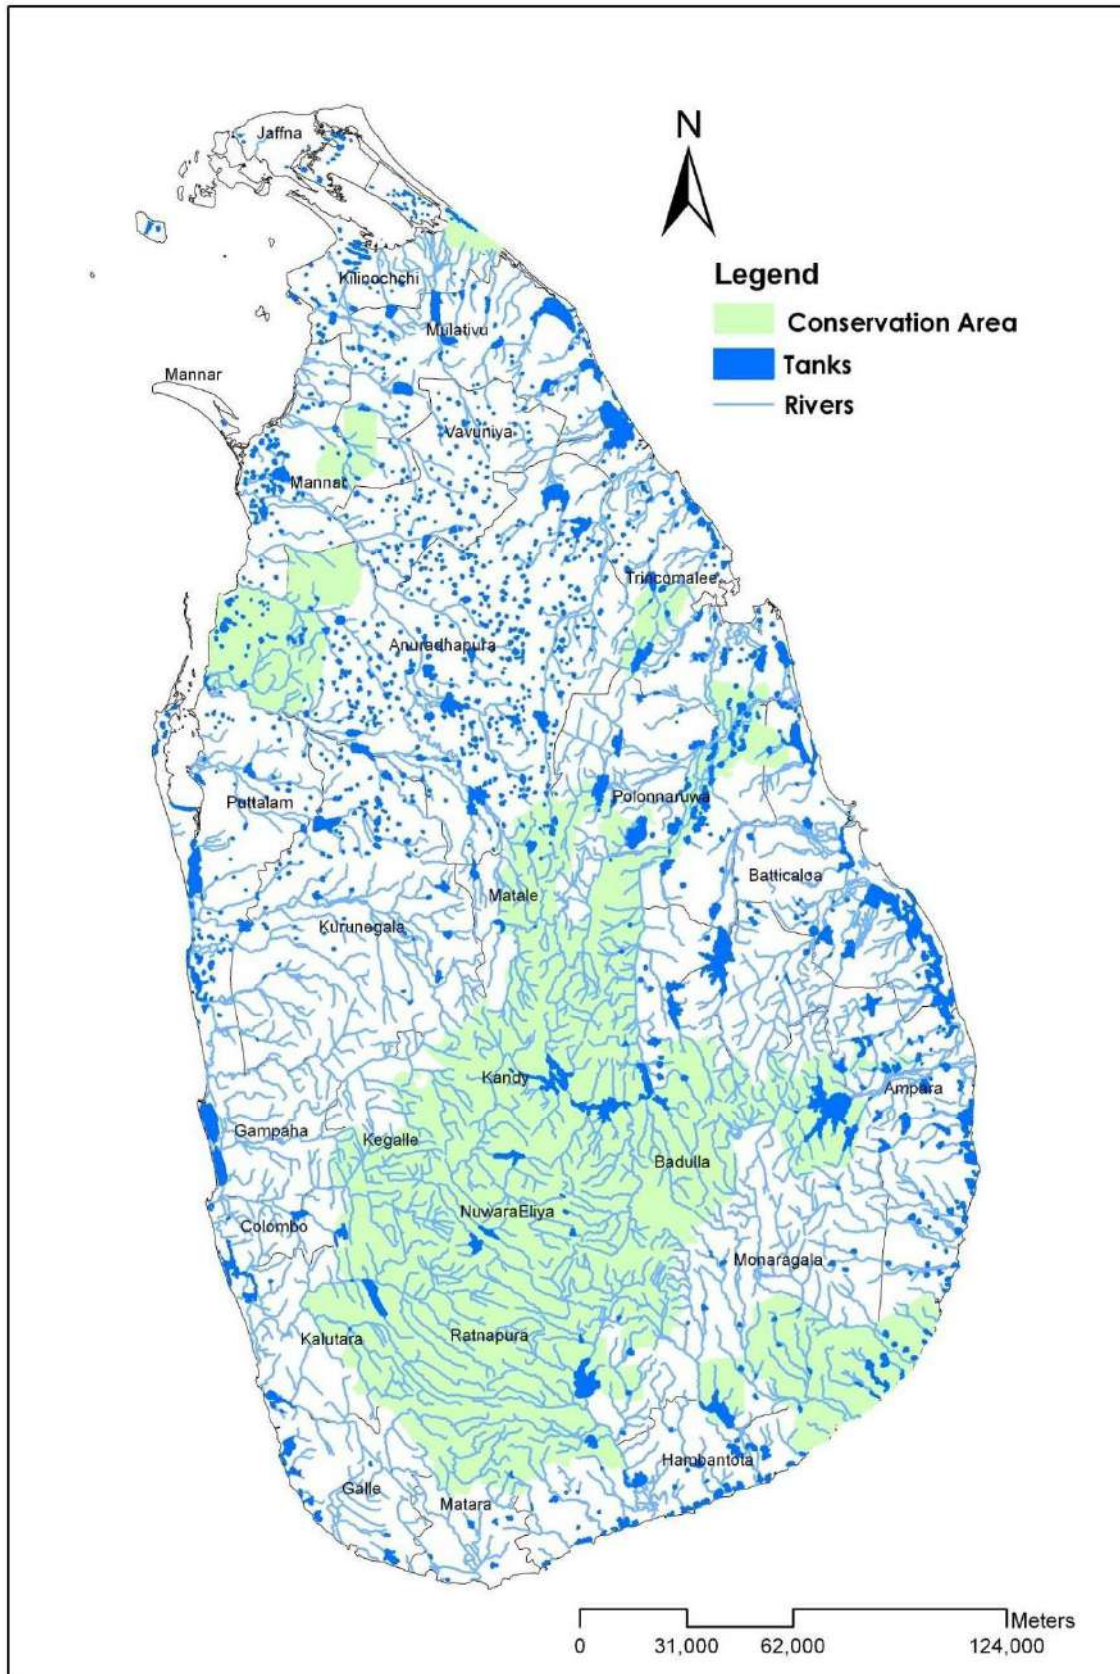 N
Jaffna
Legend
Kilinochchi
Conservation Area
Mulativu
Tanks
Mannar
Rivers
Vavuniya
Mannar
Trincomalee
Anuradhapura
Puttalam
Polonnaruwa
Batticaloa
Matale
Kurunegala
Kandy
Ampara
Gampaha
Kegalle
Badulla
NuwaraEliya
Colombo
Monaragala
Kalutara
Ratnapura
Hambantota
Galle
Matara
Meters
0 31,000 62,000 124,000